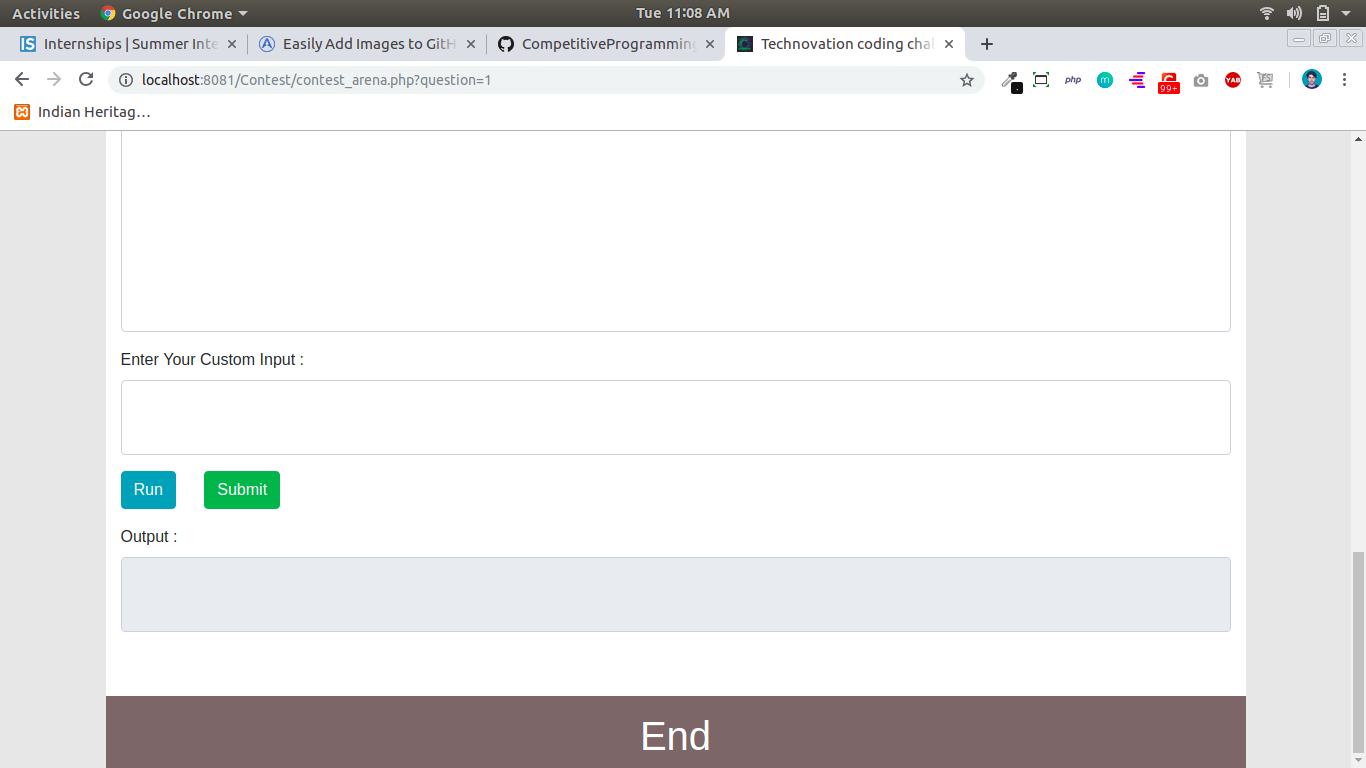 Activities Google Chrome Tue 11:08 AM
Internships | Summer Inte Easily Add Images to GitH CompetitiveProgramming Technovation coding chal
localhost:8081/Contest/contest_arena.php?question=1 php m 99+ YAB YES
Indian Heritag...
Enter Your Custom Input :
Run Submit
Output :
End